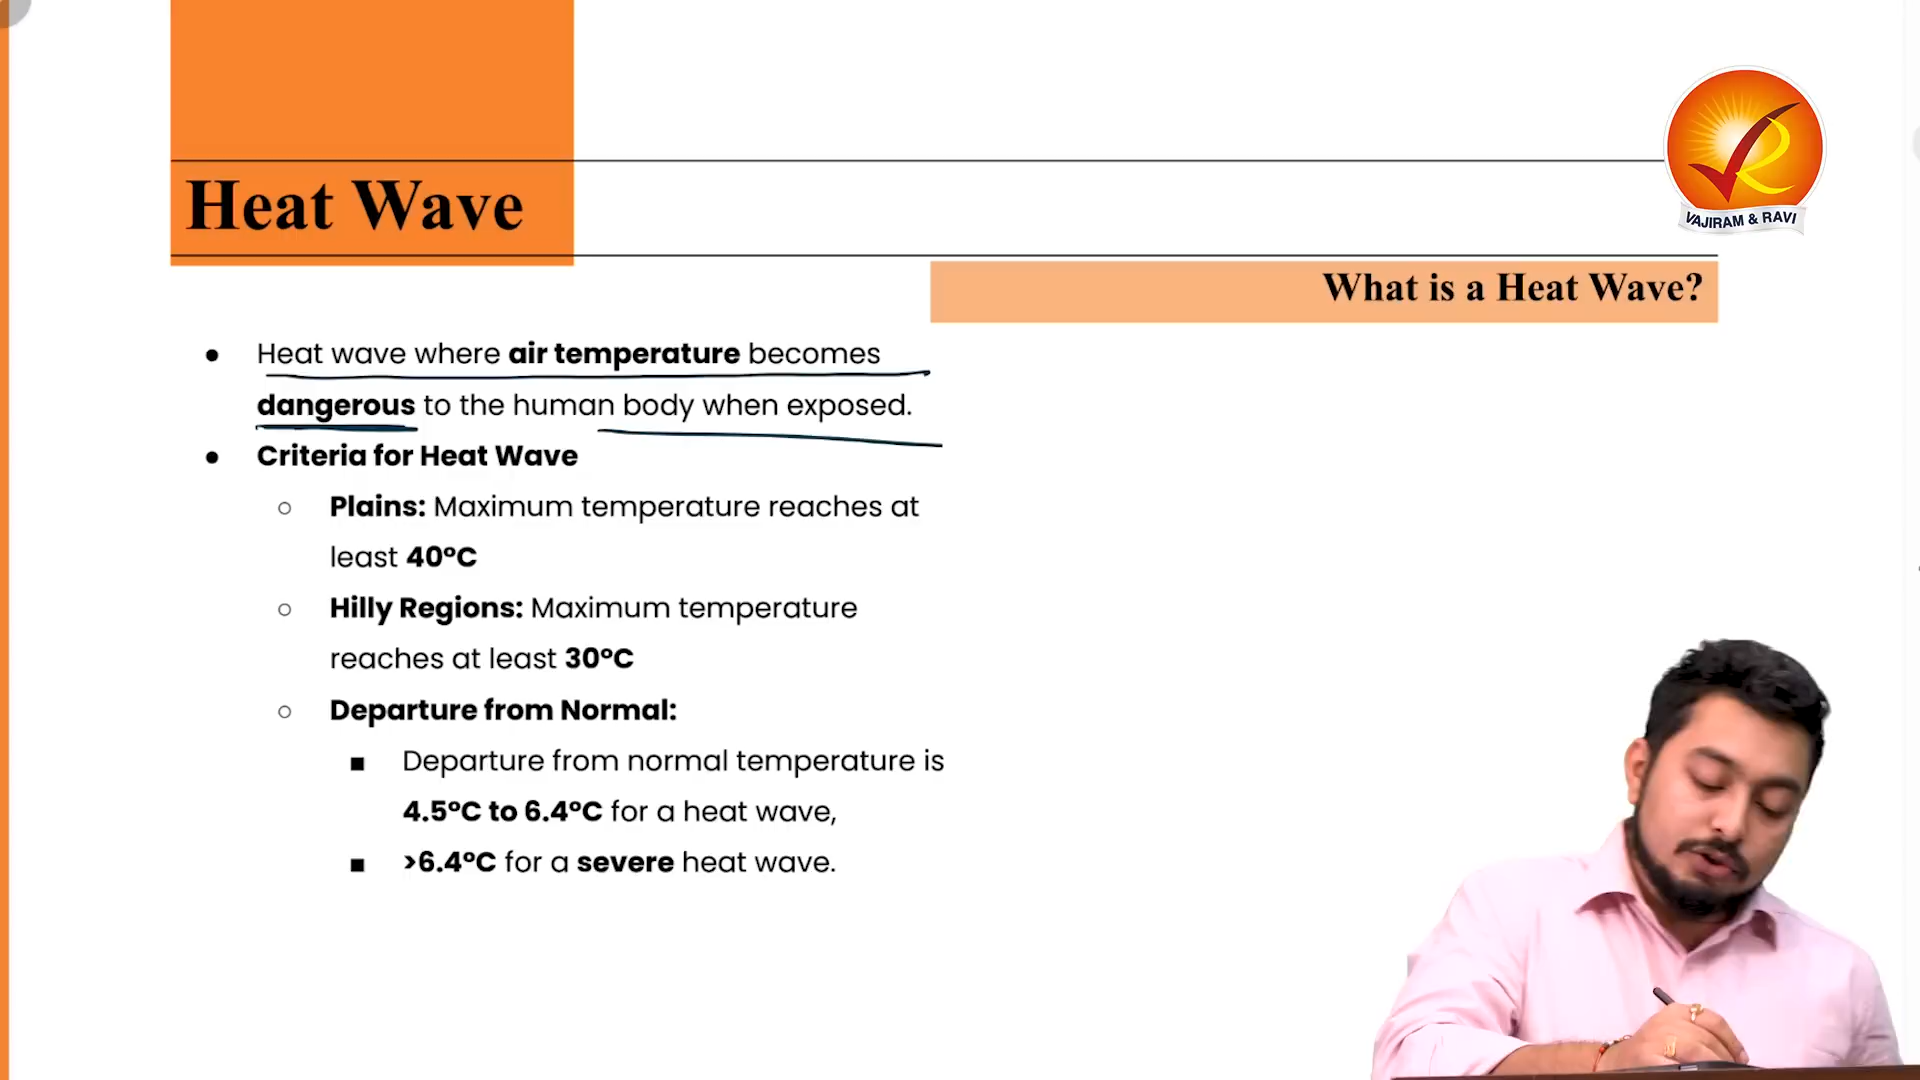 VAJIRAM & RAVI
Heat Wave
What is a Heat Wave?
● Heat wave where air temperature becomes
dangerous to the human body when exposed.
● Criteria for Heat Wave
○ Plains: Maximum temperature reaches at
least 40°C
○ Hilly Regions: Maximum temperature
reaches at least 30°C
○ Departure from Normal:
■ Departure from normal temperature is
4.5°C to 6.4°C for a heat wave,
■ >6.4°C for a severe heat wave.